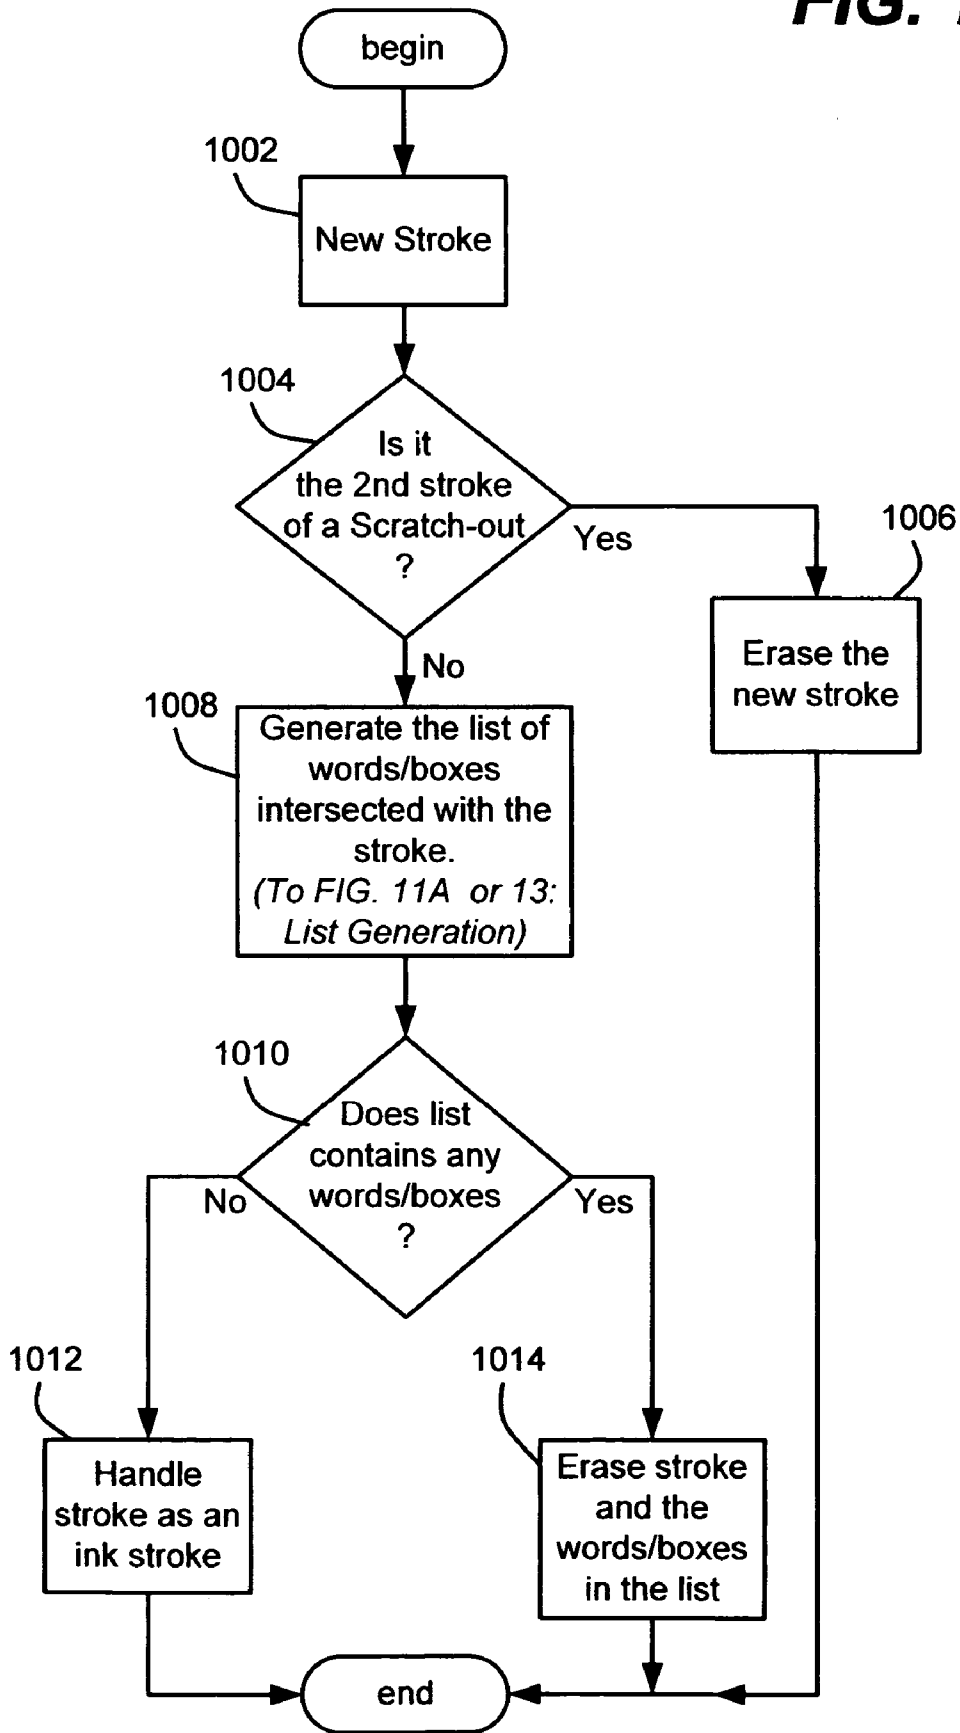 FIG.
begin
1002
New Stroke
1004
Is it
the 2nd stroke
of a Scratch-out
?
Yes
1006
Erase the
new stroke
No
1008
Generate the list of
words/boxes
intersected with the
stroke.
(To FIG. 11A or 13:
List Generation)
1010
Does list
contains any
words/boxes
?
No
Yes
1012
Handle
stroke as an
ink stroke
1014
Erase stroke
and the
words/boxes
in the list
end